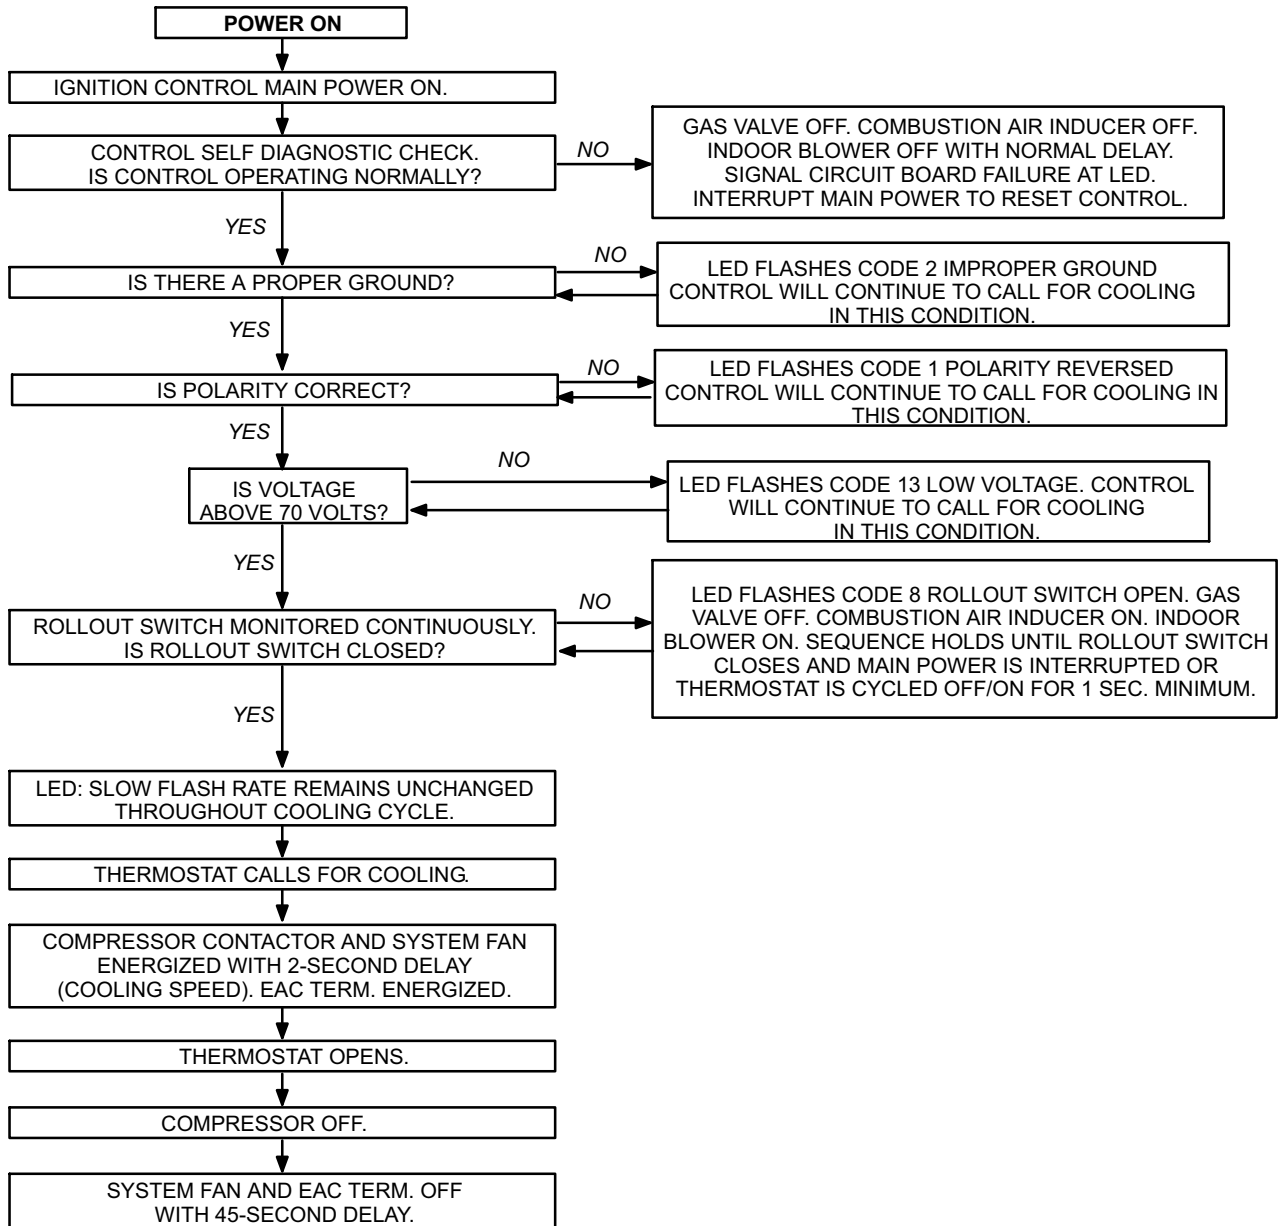 POWER ON
IGNITION CONTROL MAIN POWER ON.
CONTROL SELF DIAGNOSTIC CHECK.
IS CONTROL OPERATING NORMALLY?
NO
GAS VALVE OFF. COMBUSTION AIR INDUCER OFF.
INDOOR BLOWER OFF WITH NORMAL DELAY.
SIGNAL CIRCUIT BOARD FAILURE AT LED.
INTERRUPT MAIN POWER TO RESET CONTROL.
YES
IS THERE A PROPER GROUND?
NO
LED FLASHES CODE 2 IMPROPER GROUND
CONTROL WILL CONTINUE TO CALL FOR COOLING
IN THIS CONDITION.
YES
IS POLARITY CORRECT?
NO
LED FLASHES CODE 1 POLARITY REVERSED
CONTROL WILL CONTINUE TO CALL FOR COOLING IN
THIS CONDITION.
YES
IS VOLTAGE
ABOVE 70 VOLTS?
NO
LED FLASHES CODE 13 LOW VOLTAGE. CONTROL
WILL CONTINUE TO CALL FOR COOLING
IN THIS CONDITION.
YES
ROLLOUT SWITCH MONITORED CONTINUOUSLY.
IS ROLLOUT SWITCH CLOSED?
NO
LED FLASHES CODE 8 ROLLOUT SWITCH OPEN. GAS
VALVE OFF. COMBUSTION AIR INDUCER ON. INDOOR
BLOWER ON. SEQUENCE HOLDS UNTIL ROLLOUT SWITCH
CLOSES AND MAIN POWER IS INTERRUPTED OR
THERMOSTAT IS CYCLED OFF/ON FOR 1 SEC. MINIMUM.
YES
LED: SLOW FLASH RATE REMAINS UNCHANGED
THROUGHOUT COOLING CYCLE.
THERMOSTAT CALLS FOR COOLING.
COMPRESSOR CONTACTOR AND SYSTEM FAN
ENERGIZED WITH 2-SECOND DELAY
(COOLING SPEED). EAC TERM. ENERGIZED.
THERMOSTAT OPENS.
COMPRESSOR OFF.
SYSTEM FAN AND EAC TERM. OFF
WITH 45-SECOND DELAY.